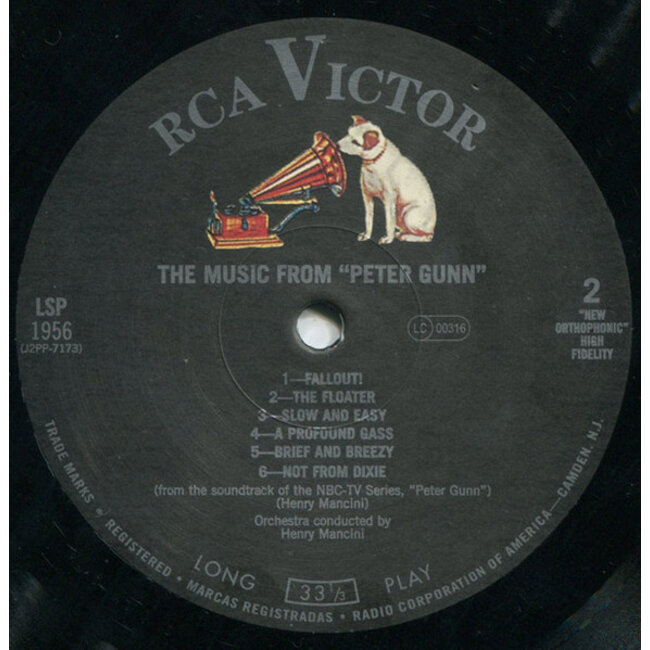 RCA VICTOR
THE MUSIC FROM "PETER GUNN"
LSP
1956
(J2PP-7173)
LC 00316
2
"NEW
ORTHOPHONIC"
HIGH
FIDELITY
1—FALLOUT!
2—THE FLOATER
3—SLOW AND EASY
4—A PROFOUND GASS
5—BRIEF AND BREEZY
6—NOT FROM DIXIE
(from the soundtrack of the NBC-TV Series, "Peter Gunn")
(Henry Mancini)
Orchestra conducted by
Henry Mancini
LONG 33 1/3 PLAY
TRADE MARKS ® REGISTERED • MARCAS REGISTRADAS • RADIO CORPORATION OF AMERICA—CAMDEN, N.J.